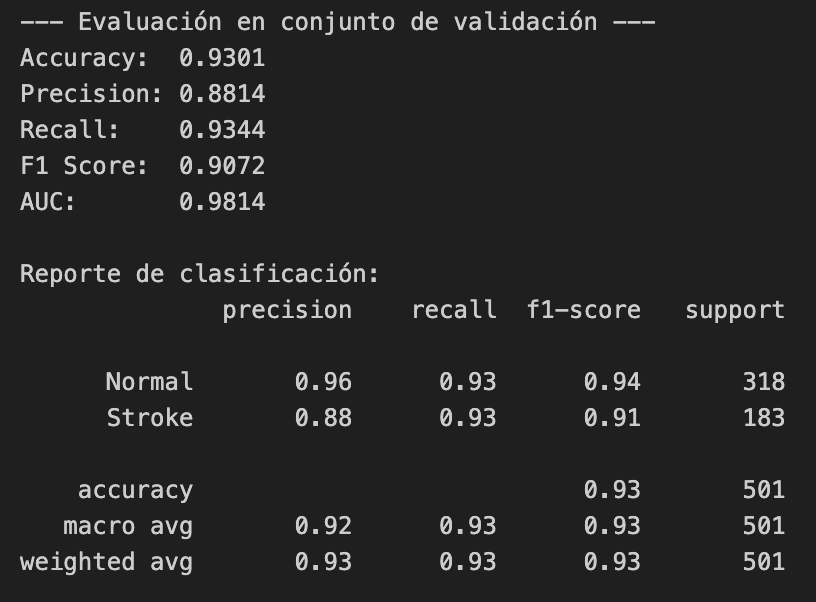 --- Evaluación en conjunto de validación ---
Accuracy:  0.9301
Precision: 0.8814
Recall:    0.9344
F1 Score:  0.9072
AUC:       0.9814
Reporte de clasificación:
              precision    recall  f1-score   support
      Normal       0.96      0.93      0.94       318
      Stroke       0.88      0.93      0.91       183
    accuracy                           0.93       501
   macro avg       0.92      0.93      0.93       501
weighted avg       0.93      0.93      0.93       501